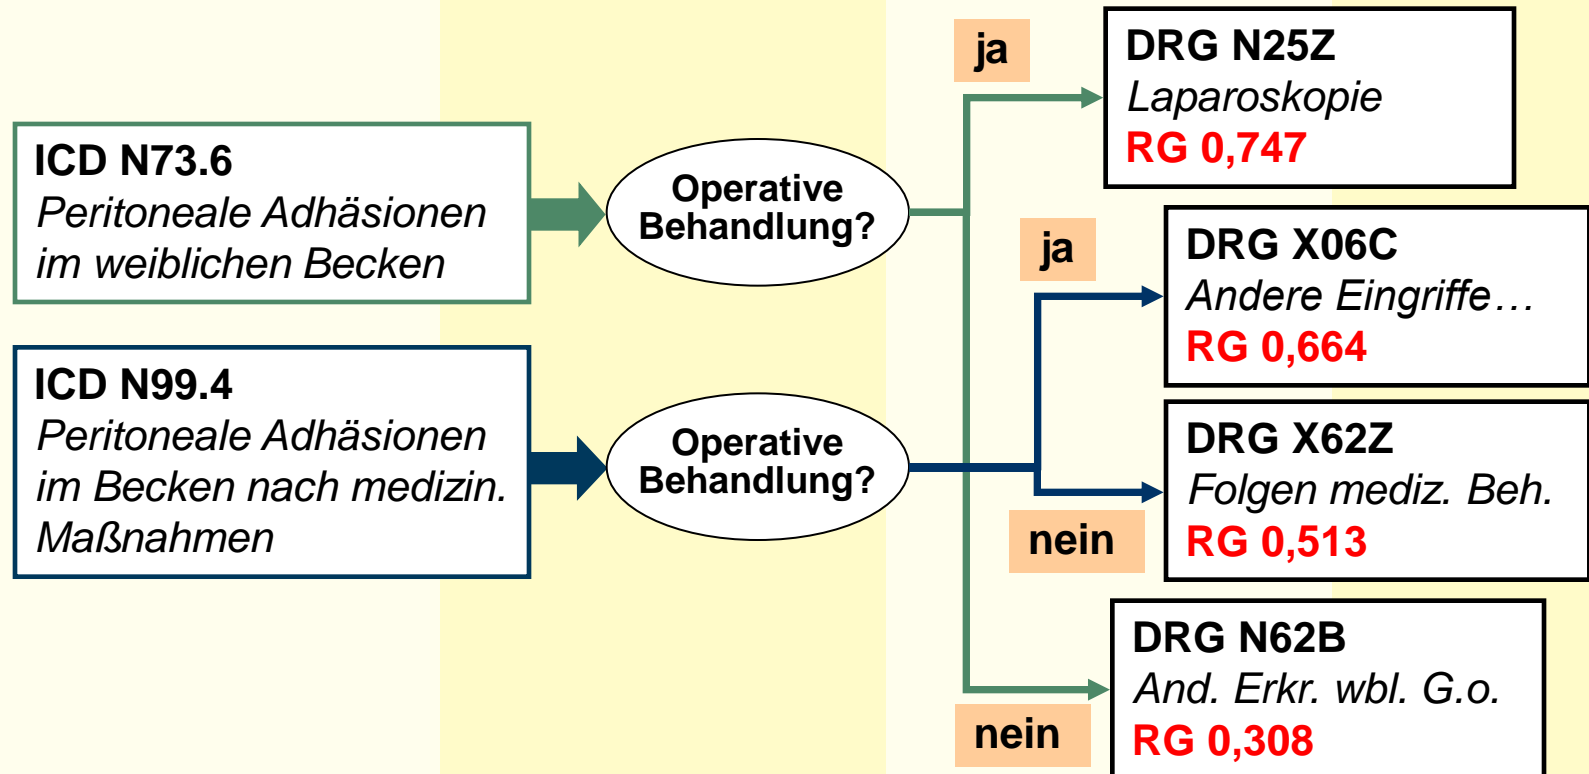 ICD N73.6
Peritoneale Adhäsionen
im weiblichen Becken
Operative
Behandlung?
ja
DRG N25Z
Laparoskopie
RG 0,747
ja
DRG X06C
Andere Eingriffe…
RG 0,664
ICD N99.4
Peritoneale Adhäsionen
im Becken nach medizin.
Maßnahmen
Operative
Behandlung?
nein
DRG X62Z
Folgen mediz. Beh.
RG 0,513
nein
DRG N62B
And. Erkr. wbl. G.o.
RG 0,308